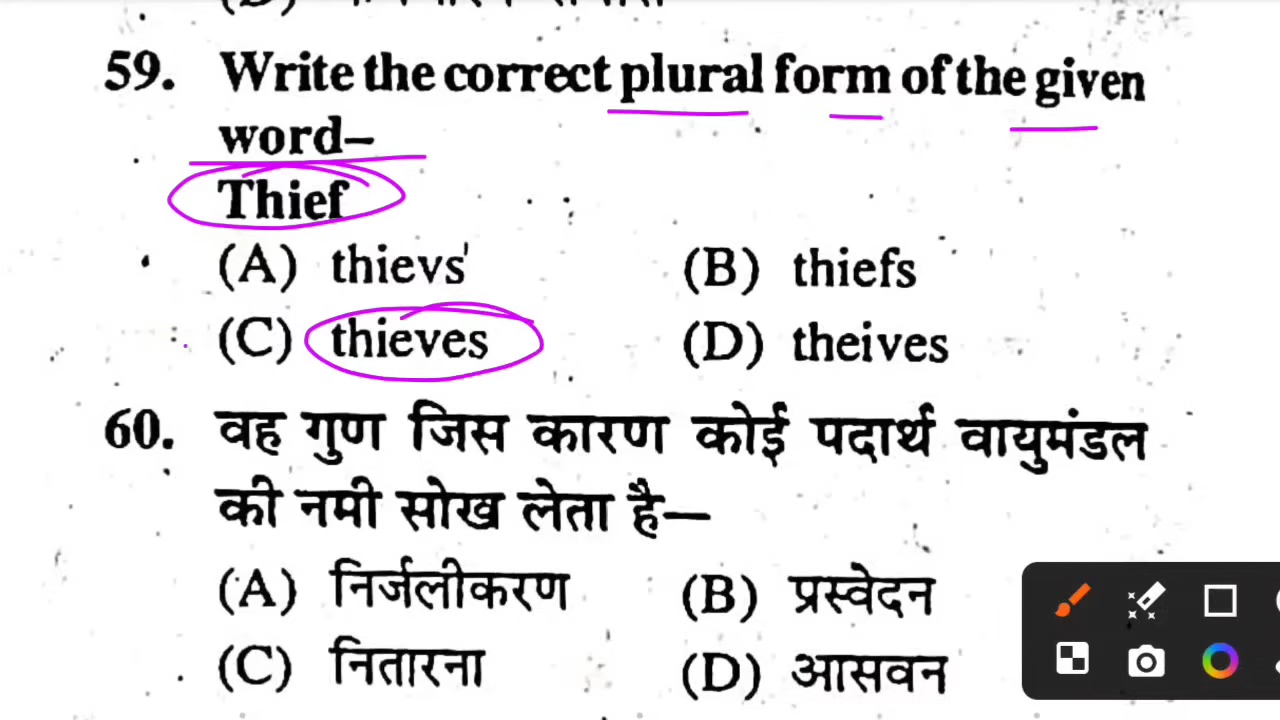 59. Write the correct plural form of the given
word–
Thief
(A) thievs' (B) thiefs
(C) thieves (D) theives
60. वह गुण जिस कारण कोई पदार्थ वायुमंडल
की नमी सोख लेता है—
(A) निर्जलीकरण (B) प्रस्वेदन
(C) नितारना (D) आसवन